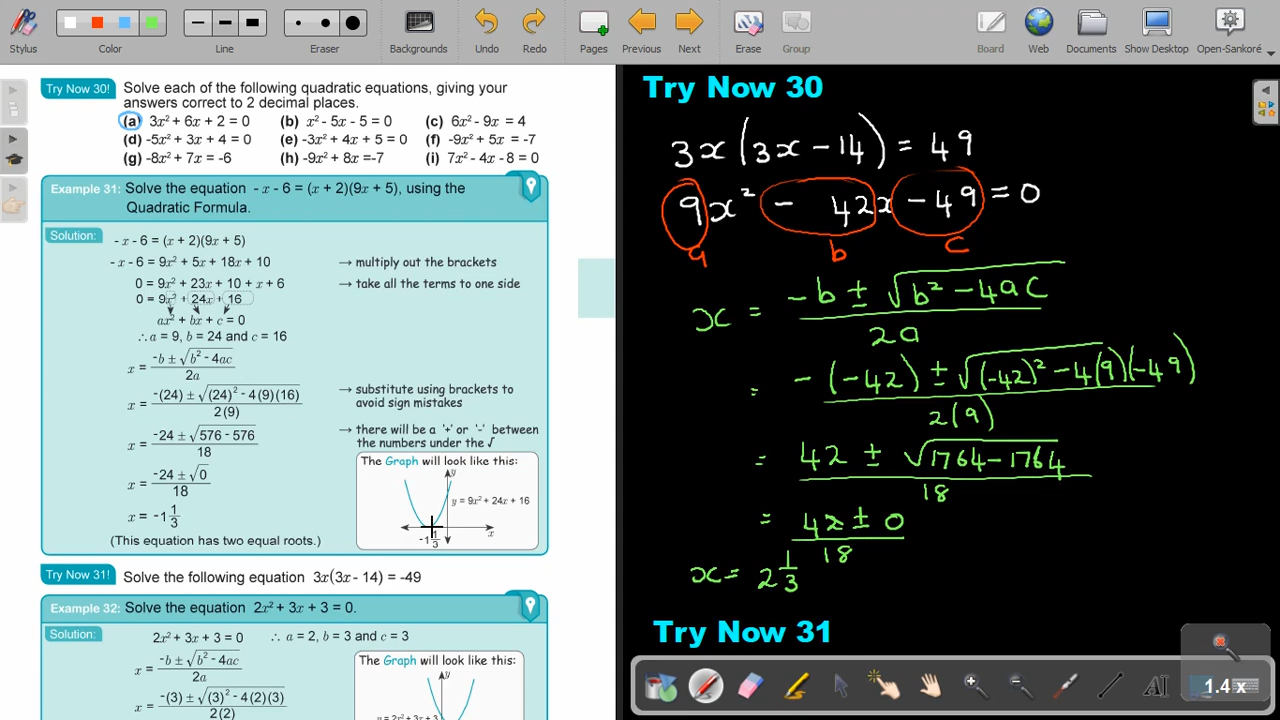 Stylus Color Line Eraser Backgrounds Undo Redo Pages Previous Next Erase Group Board Web Documents Show Desktop Open-Sankoré
Try Now 30! Solve each of the following quadratic equations, giving your
answers correct to 2 decimal places.
(a) 3x² + 6x + 2 = 0 (b) x² - 5x - 5 = 0 (c) 6x² - 9x = 4
(d) -5x² + 3x + 4 = 0 (e) -3x² + 4x + 5 = 0 (f) -9x² + 5x = -7
(g) -8x² + 7x = -6 (h) -9x² + 8x =-7 (i) 7x² - 4x - 8 = 0
Example 31: Solve the equation - x - 6 = (x + 2)(9x + 5), using the
Quadratic Formula.
Solution:
- x - 6 = (x + 2)(9x + 5)
- x - 6 = 9x² + 5x + 18x + 10 → multiply out the brackets
0 = 9x² + 23x + 10 + x + 6 → take all the terms to one side
0 = 9x² + 24x + 16
ax² + bx + c = 0
∴ a = 9, b = 24 and c = 16
x = (-b ± √(b² - 4ac))/2a
x = (-(24) ± √((24)² - 4(9)(16)))/2(9) → substitute using brackets to
avoid sign mistakes
x = (-24 ± √(576 - 576))/18 → there will be a '+' or '-' between
the numbers under the √
x = (-24 ± √0)/18
x = -1 1/3
(This equation has two equal roots.)
The Graph will look like this:
y
y = 9x² + 24x + 16
-1 1/3 x
Try Now 31! Solve the following equation 3x(3x - 14) = -49
Example 32: Solve the equation 2x² + 3x + 3 = 0.
Solution:
2x² + 3x + 3 = 0 ∴ a = 2, b = 3 and c = 3
x = (-b ± √(b² - 4ac))/2a
x = (-(3) ± √((3)² - 4(2)(3)))/2(2)
The Graph will look like this:
y
y = 2x² + 3x + 3
Try Now 30
3x(3x - 14) = 49
9x² - 42x - 49 = 0
a b c
x = (-b ± √(b² - 4ac))/2a
= (-(-42) ± √((-42)² - 4(9)(-49)))/2(9)
= (42 ± √(1764 - 1764))/18
= (42 ± 0)/18
x = 2 1/3
Try Now 31
1.4 x